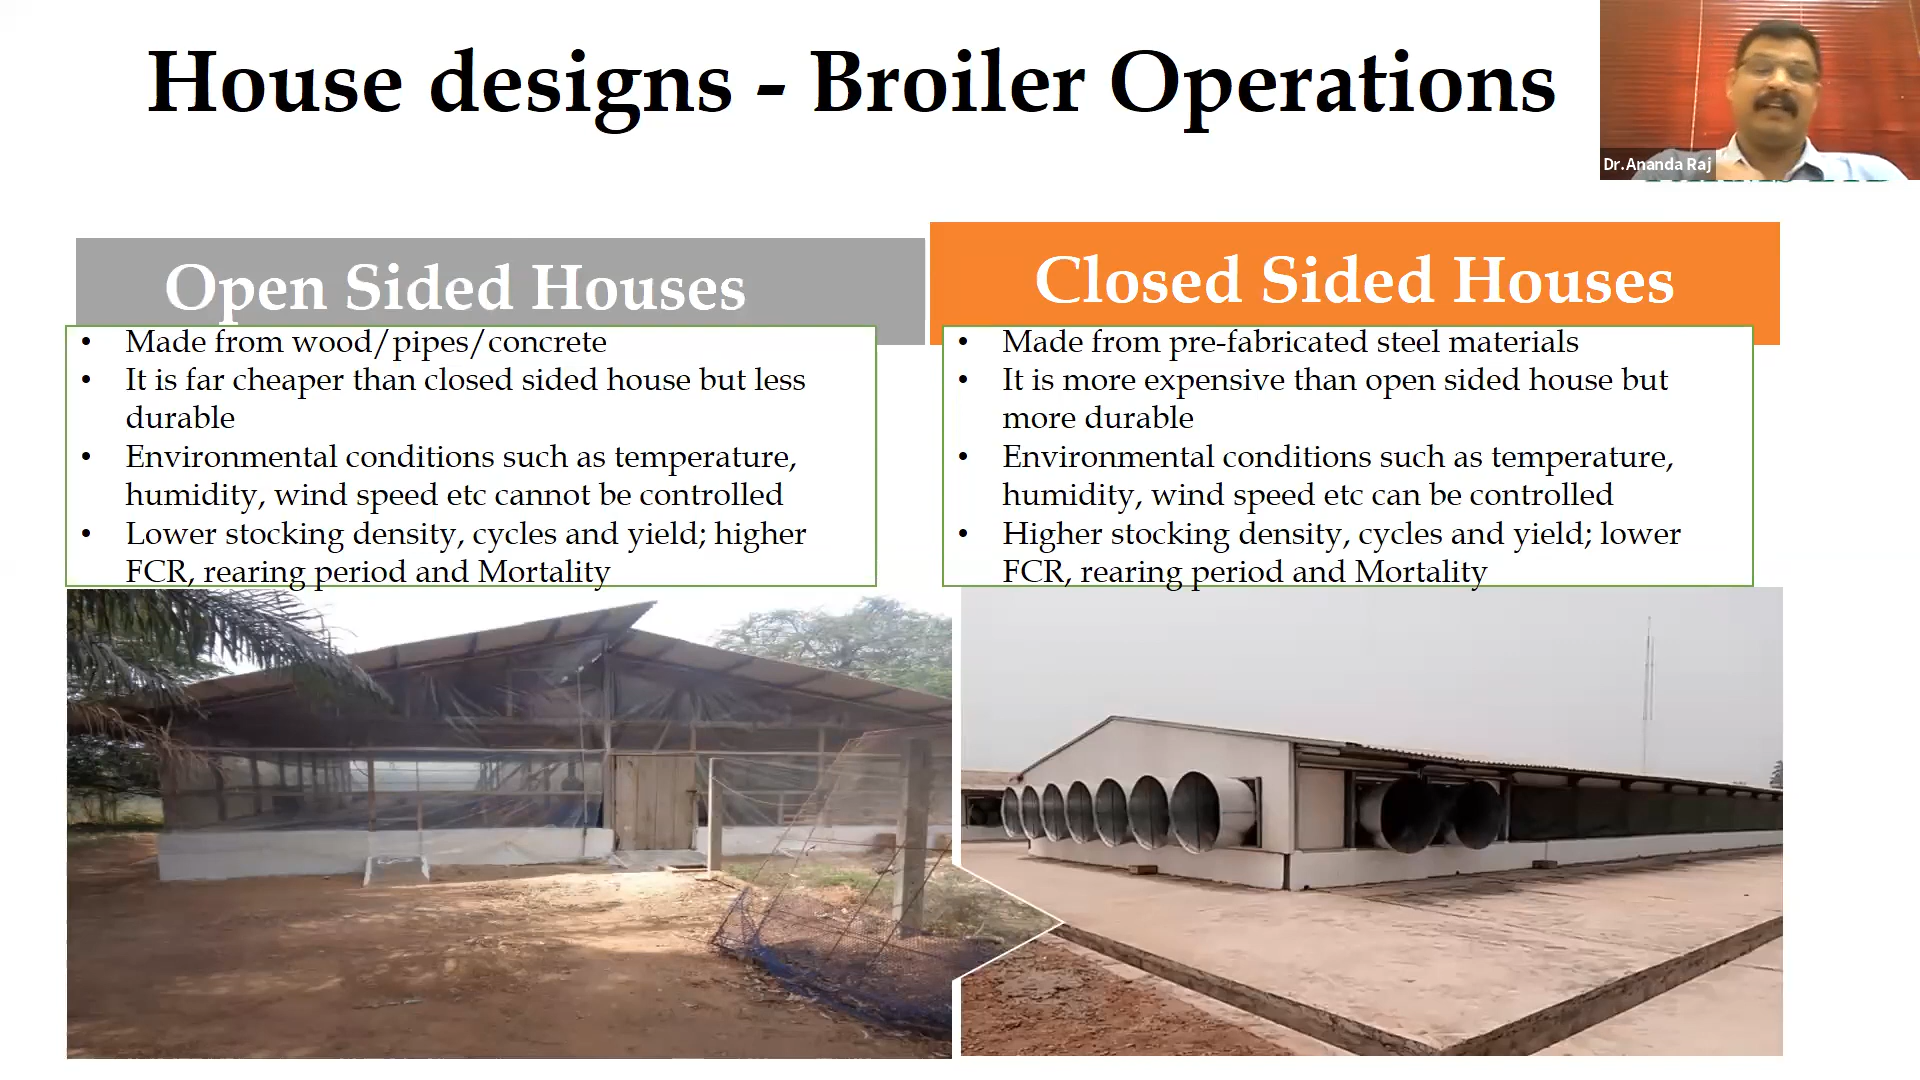 House designs - Broiler Operations
Dr.Ananda Raj
Open Sided Houses
• Made from wood/pipes/concrete
• It is far cheaper than closed sided house but less
durable
• Environmental conditions such as temperature,
humidity, wind speed etc cannot be controlled
• Lower stocking density, cycles and yield; higher
FCR, rearing period and Mortality
Closed Sided Houses
• Made from pre-fabricated steel materials
• It is more expensive than open sided house but
more durable
• Environmental conditions such as temperature,
humidity, wind speed etc can be controlled
• Higher stocking density, cycles and yield; lower
FCR, rearing period and Mortality